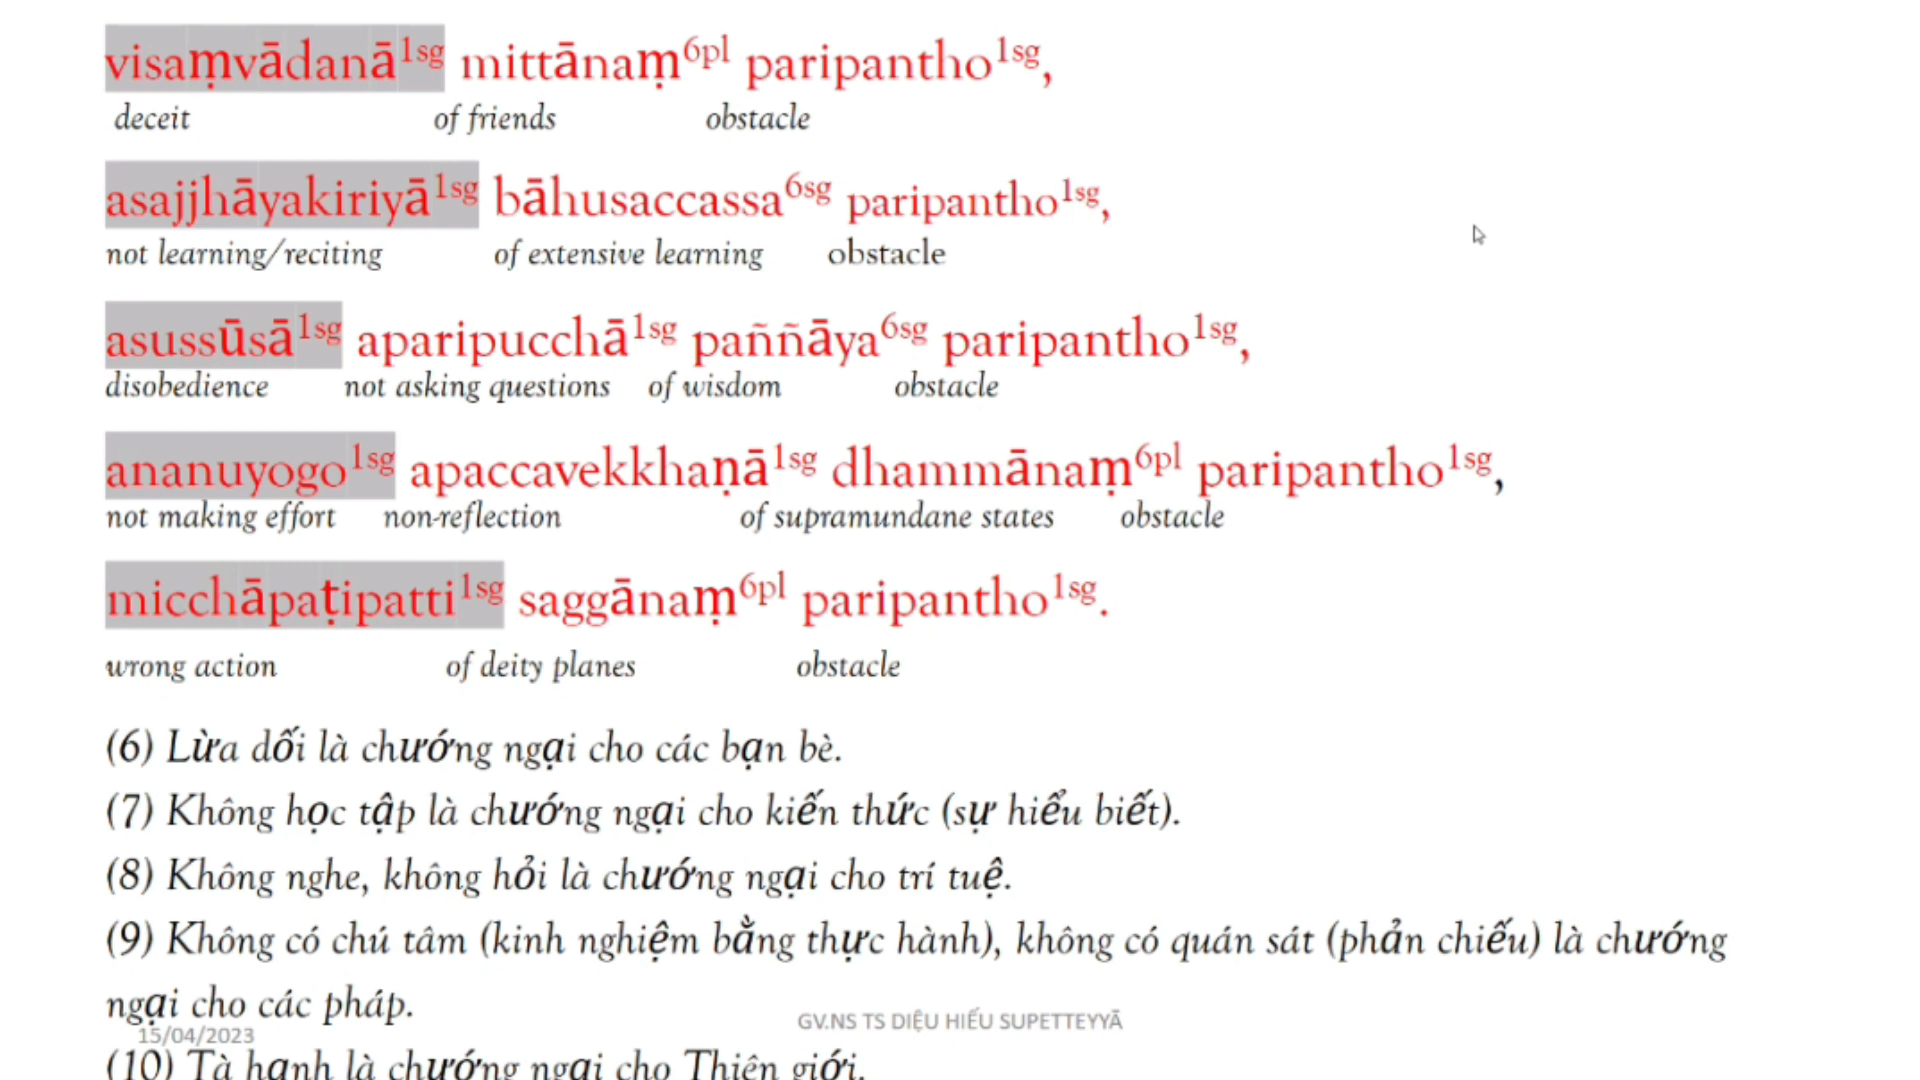 visaṃvādanā1sg mittānaṃ6pl paripantho1sg,
deceit of friends obstacle
asajjhāyakiriyā1sg bāhusaccassa6sg paripantho1sg,
not learning/reciting of extensive learning obstacle
asussūsā1sg aparipucchā1sg paññāya6sg paripantho1sg,
disobedience not asking questions of wisdom obstacle
ananuyogo1sg apaccavekkhaṇā1sg dhammānaṃ6pl paripantho1sg,
not making effort non-reflection of supramundane states obstacle
micchāpaṭipatti1sg saggānaṃ6pl paripantho1sg.
wrong action of deity planes obstacle
(6) Lừa dối là chướng ngại cho các bạn bè.
(7) Không học tập là chướng ngại cho kiến thức (sự hiểu biết).
(8) Không nghe, không hỏi là chướng ngại cho trí tuệ.
(9) Không có chú tâm (kinh nghiệm bằng thực hành), không có quán sát (phản chiếu) là chướng
ngại cho các pháp.
15/04/2023 GV.NS TS DIỆU HIẾU SUPETTEYYĀ
(10) Tà hạnh là chướng ngại cho Thiên giới.